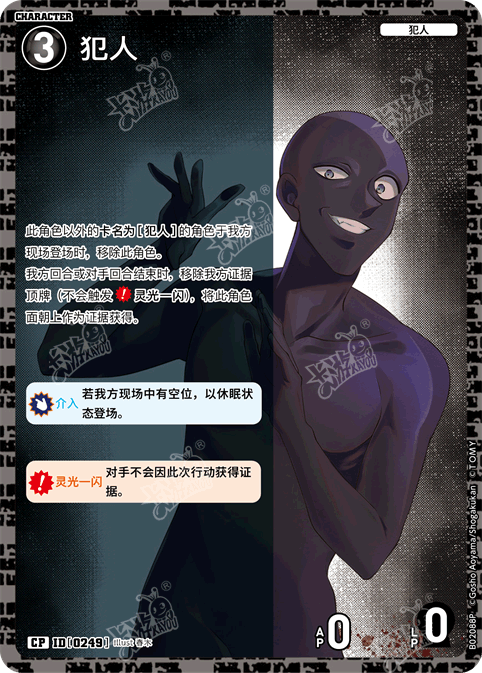 CHARACTER
3 犯人
犯人
此角色以外的卡名为[犯人]的角色于我方
现场登场时，移除此角色。
我方回合或对手回合结束时，移除我方证据
顶牌（不会触发灵光一闪），将此角色
面朝上作为证据获得。
介入 若我方现场中有空位，以休眠状
态登场。
灵光一闪 对手不会因此次行动获得证
据。
CP ID[0249] illust 春木
AP 0
LP 0
B02088P ©Gosho Aoyama/Shogakukan ©TOMY